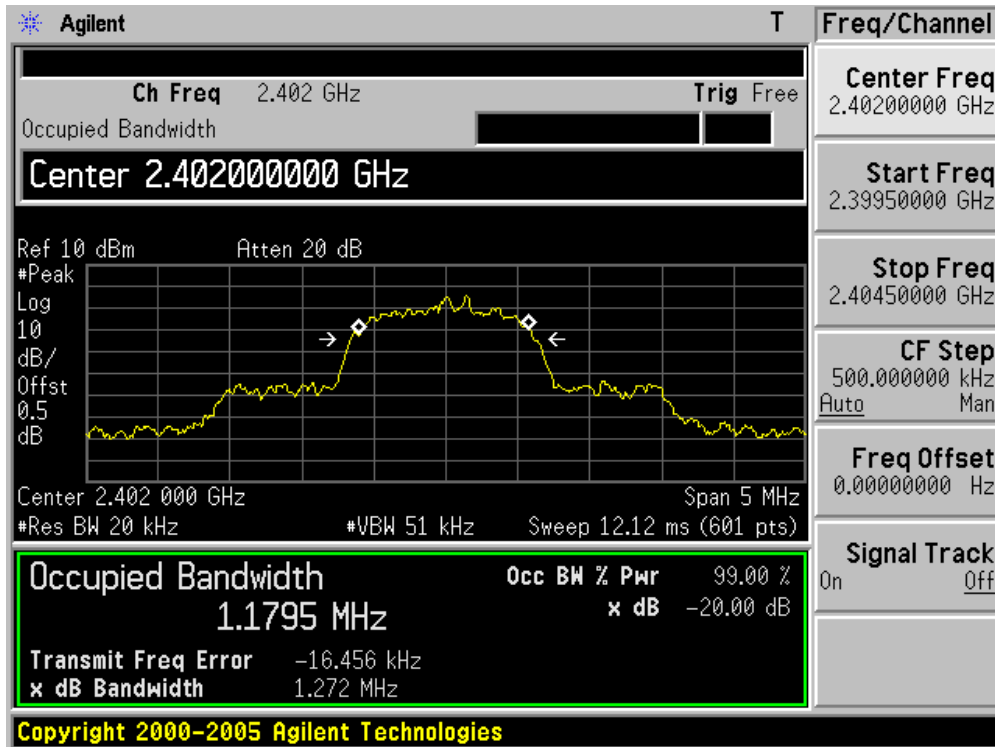 Agilent T
Ch Freq 2.402 GHz Trig Free
Occupied Bandwidth
Center 2.402000000 GHz
Ref 10 dBm Atten 20 dB
#Peak
Log
10
dB/
Offst
0.5
dB
Center 2.402 000 GHz Span 5 MHz
#Res BW 20 kHz #VBW 51 kHz Sweep 12.12 ms (601 pts)
Occupied Bandwidth Occ BW % Pwr 99.00 %
1.1795 MHz x dB -20.00 dB
Transmit Freq Error -16.456 kHz
x dB Bandwidth 1.272 MHz
Copyright 2000-2005 Agilent Technologies
Freq/Channel
Center Freq
2.40200000 GHz
Start Freq
2.39950000 GHz
Stop Freq
2.40450000 GHz
CF Step
500.000000 kHz
Auto Man
Freq Offset
0.00000000 Hz
Signal Track
On Off